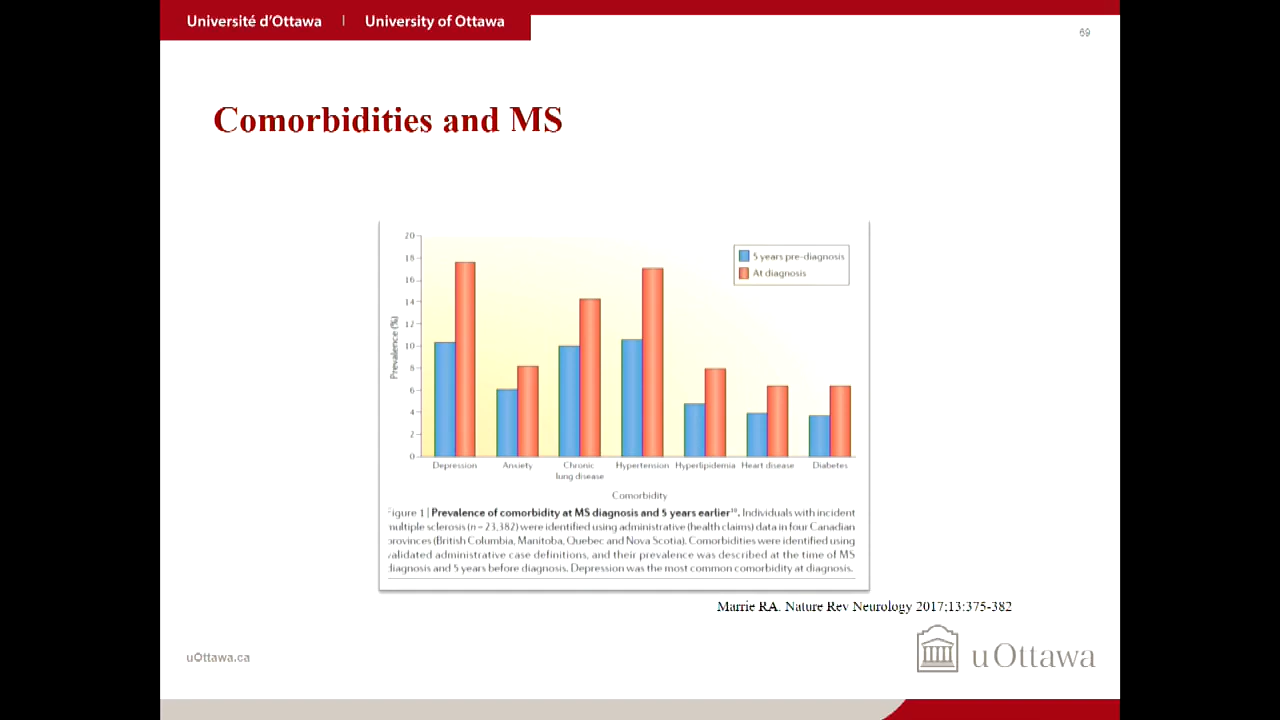 Université d'Ottawa | University of Ottawa
69
Comorbidities and MS
20
18
16
14
12
10
8
6
4
2
0
Prevalence (%)
5 years pre-diagnosis
At diagnosis
Depression
Anxiety
Chronic
lung disease
Hypertension
Hyperlipidemia
Heart disease
Diabetes
Comorbidity
Figure 1 | Prevalence of comorbidity at MS diagnosis and 5 years earlier. Individuals with incident
multiple sclerosis (n = 23,382) were identified using administrative (health claims) data in four Canadian
provinces (British Columbia, Manitoba, Quebec and Nova Scotia). Comorbidities were identified using
validated administrative case definitions, and their prevalence was described at the time of MS
diagnosis and 5 years before diagnosis. Depression was the most common comorbidity at diagnosis.
Marrie RA. Nature Rev Neurology 2017;13:375-382
uOttawa.ca
uOttawa